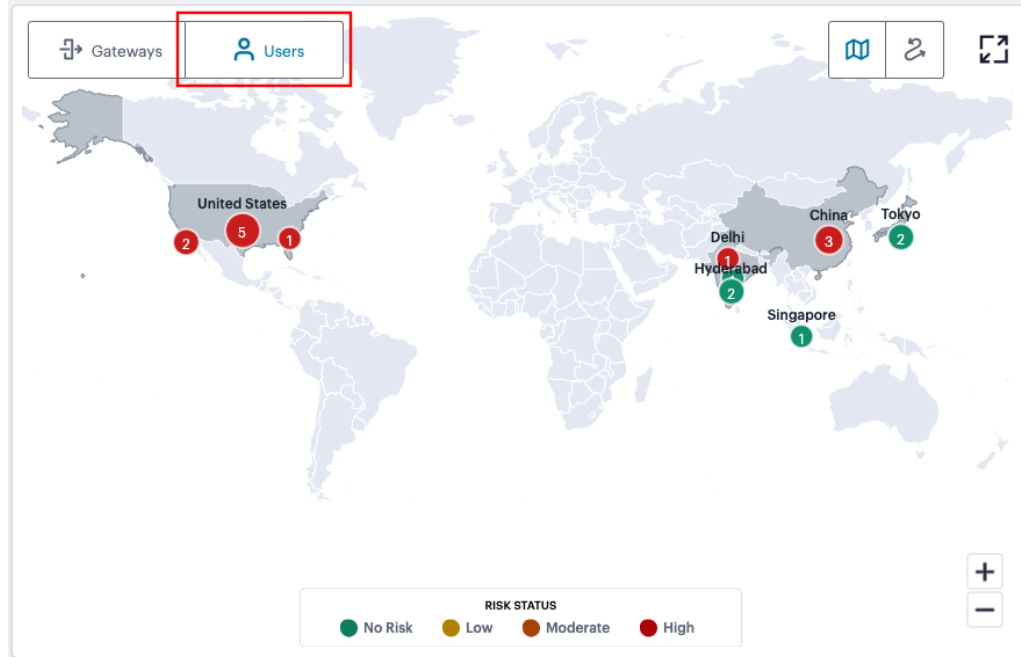 Gateways
Users
United States
5
2
1
China
3
Tokyo
2
Delhi
1
Hyderabad
2
Singapore
1
RISK STATUS
No Risk
Low
Moderate
High